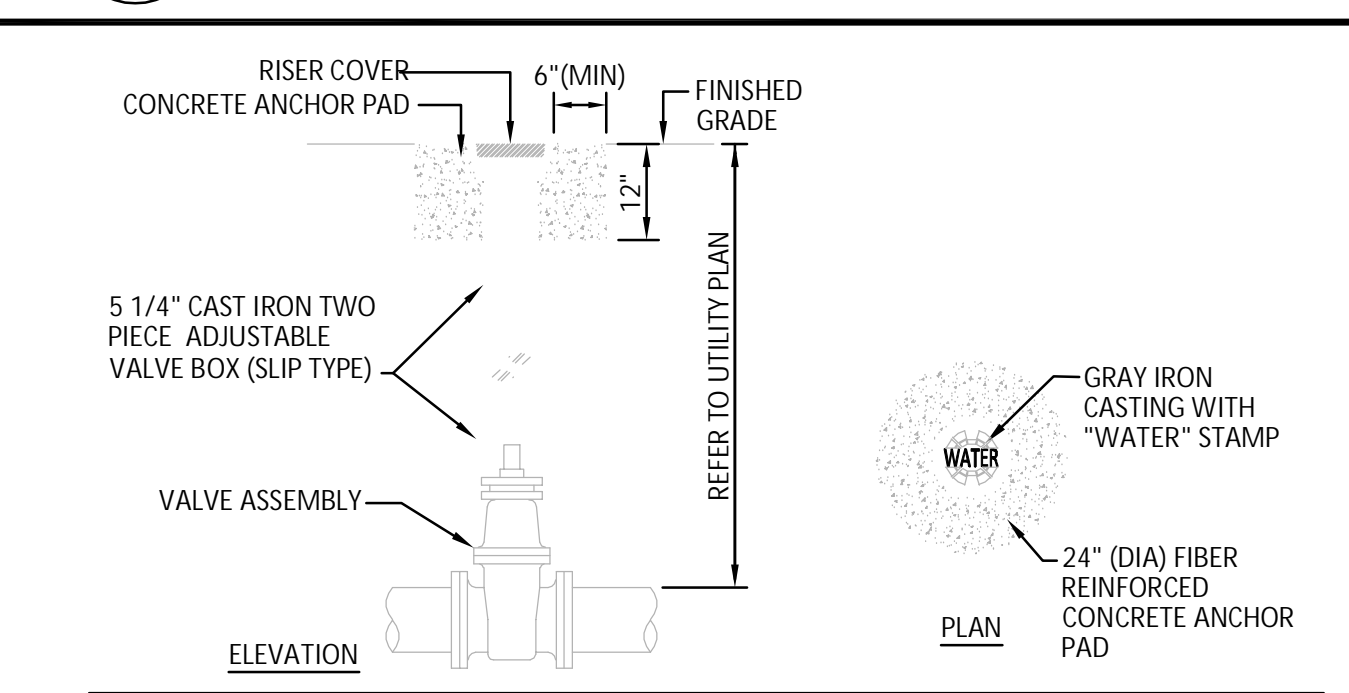 RISER COVER
CONCRETE ANCHOR PAD
6"(MIN)
FINISHED
GRADE
12"
5 1/4" CAST IRON TWO
PIECE ADJUSTABLE
VALVE BOX (SLIP TYPE)
REFER TO UTILITY PLAN
VALVE ASSEMBLY
ELEVATION
GRAY IRON
CASTING WITH
"WATER" STAMP
WATER
24" (DIA) FIBER
REINFORCED
CONCRETE ANCHOR
PAD
PLAN